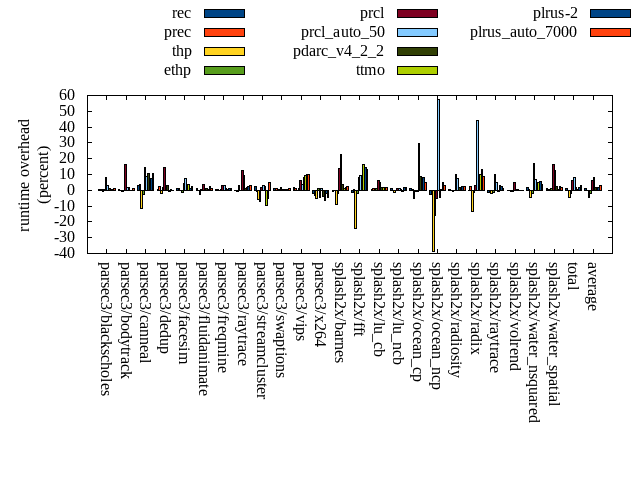 rec
prec
thp
ethp
prcl
prcl_auto_50
pdarc_v4_2_2
ttmo
plrus-2
plrus_auto_7000
runtime overhead
(percent)
60
50
40
30
20
10
0
-10
-20
-30
-40
parsec3/blackscholes
parsec3/bodytrack
parsec3/canneal
parsec3/dedup
parsec3/facesim
parsec3/fluidanimate
parsec3/freqmine
parsec3/raytrace
parsec3/streamcluster
parsec3/swaptions
parsec3/vips
parsec3/x264
splash2x/barnes
splash2x/fft
splash2x/lu_cb
splash2x/lu_ncb
splash2x/ocean_cp
splash2x/ocean_ncp
splash2x/radiosity
splash2x/radix
splash2x/raytrace
splash2x/volrend
splash2x/water_nsquared
splash2x/water_spatial
total
average